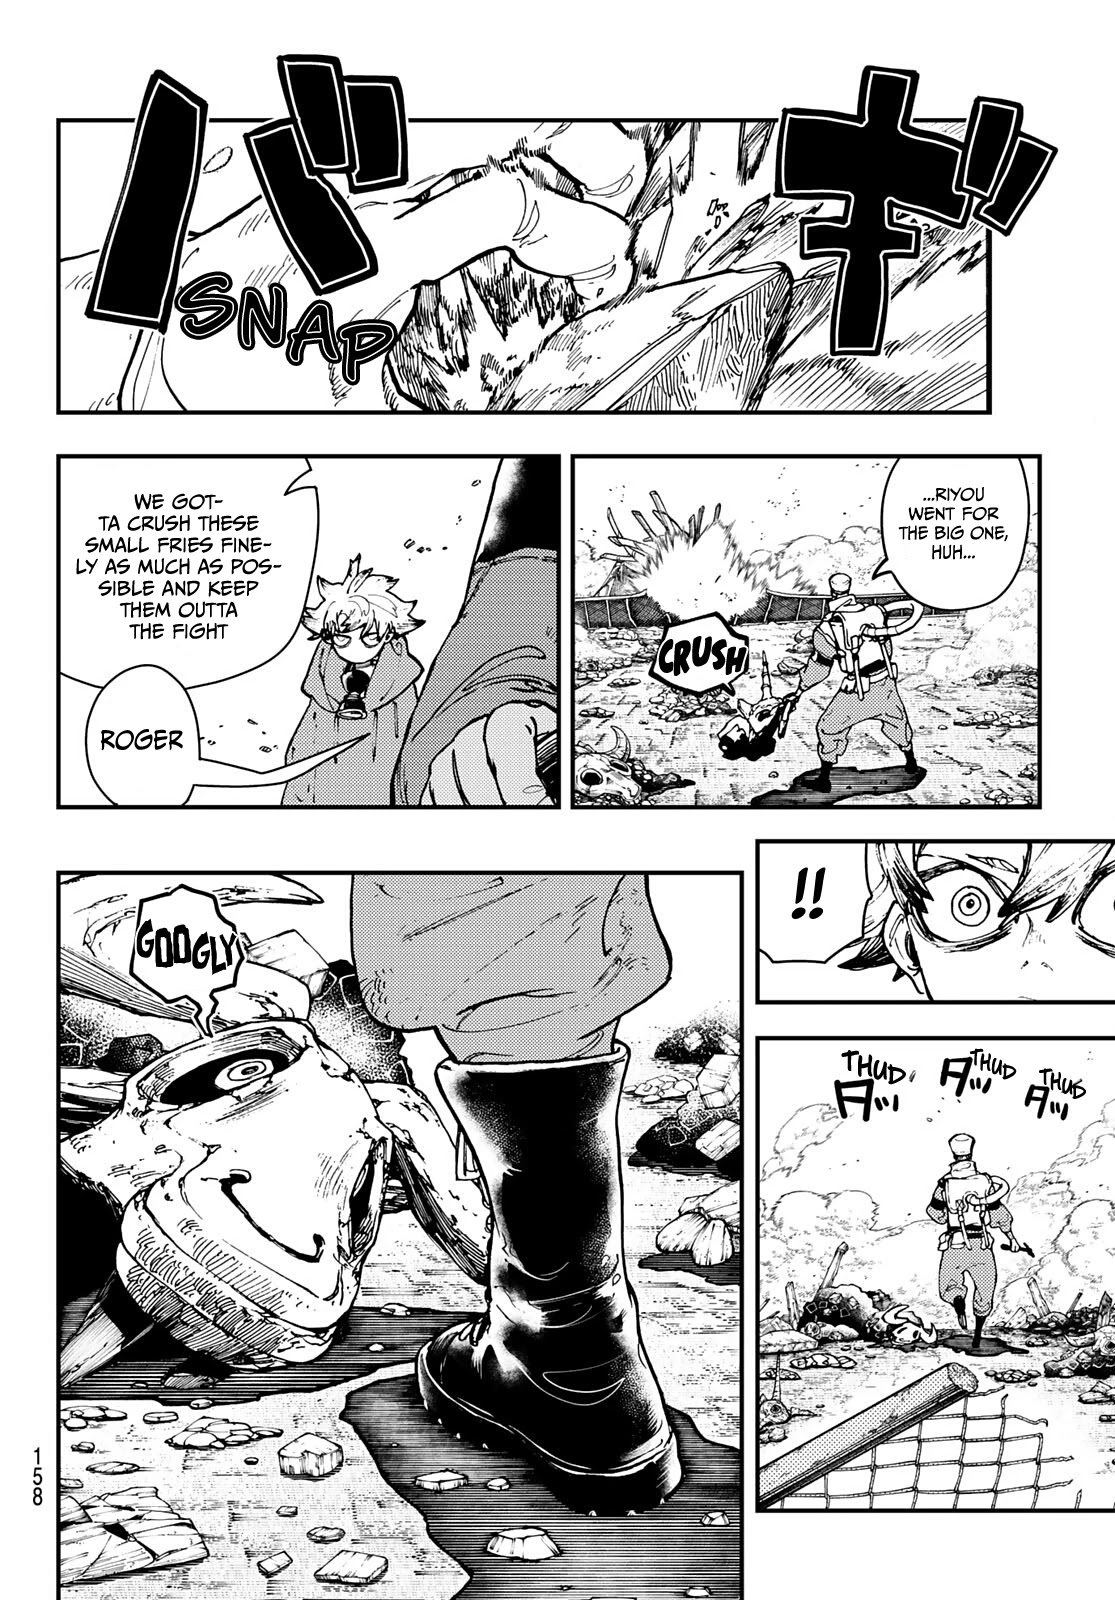 ギ
バ
SNAP
...RIYOU
WENT FOR
THE BIG ONE,
HUH...
CRUSH
WE GOT-
TA CRUSH THESE
SMALL FRIES FINE-
LY AS MUCH AS POS-
SIBLE AND KEEP
THEM OUTTA
THE FIGHT
ROGER
!!
THUD
THUD
THUD
ダッ
ダッ
ダッ
GOOGLY
158